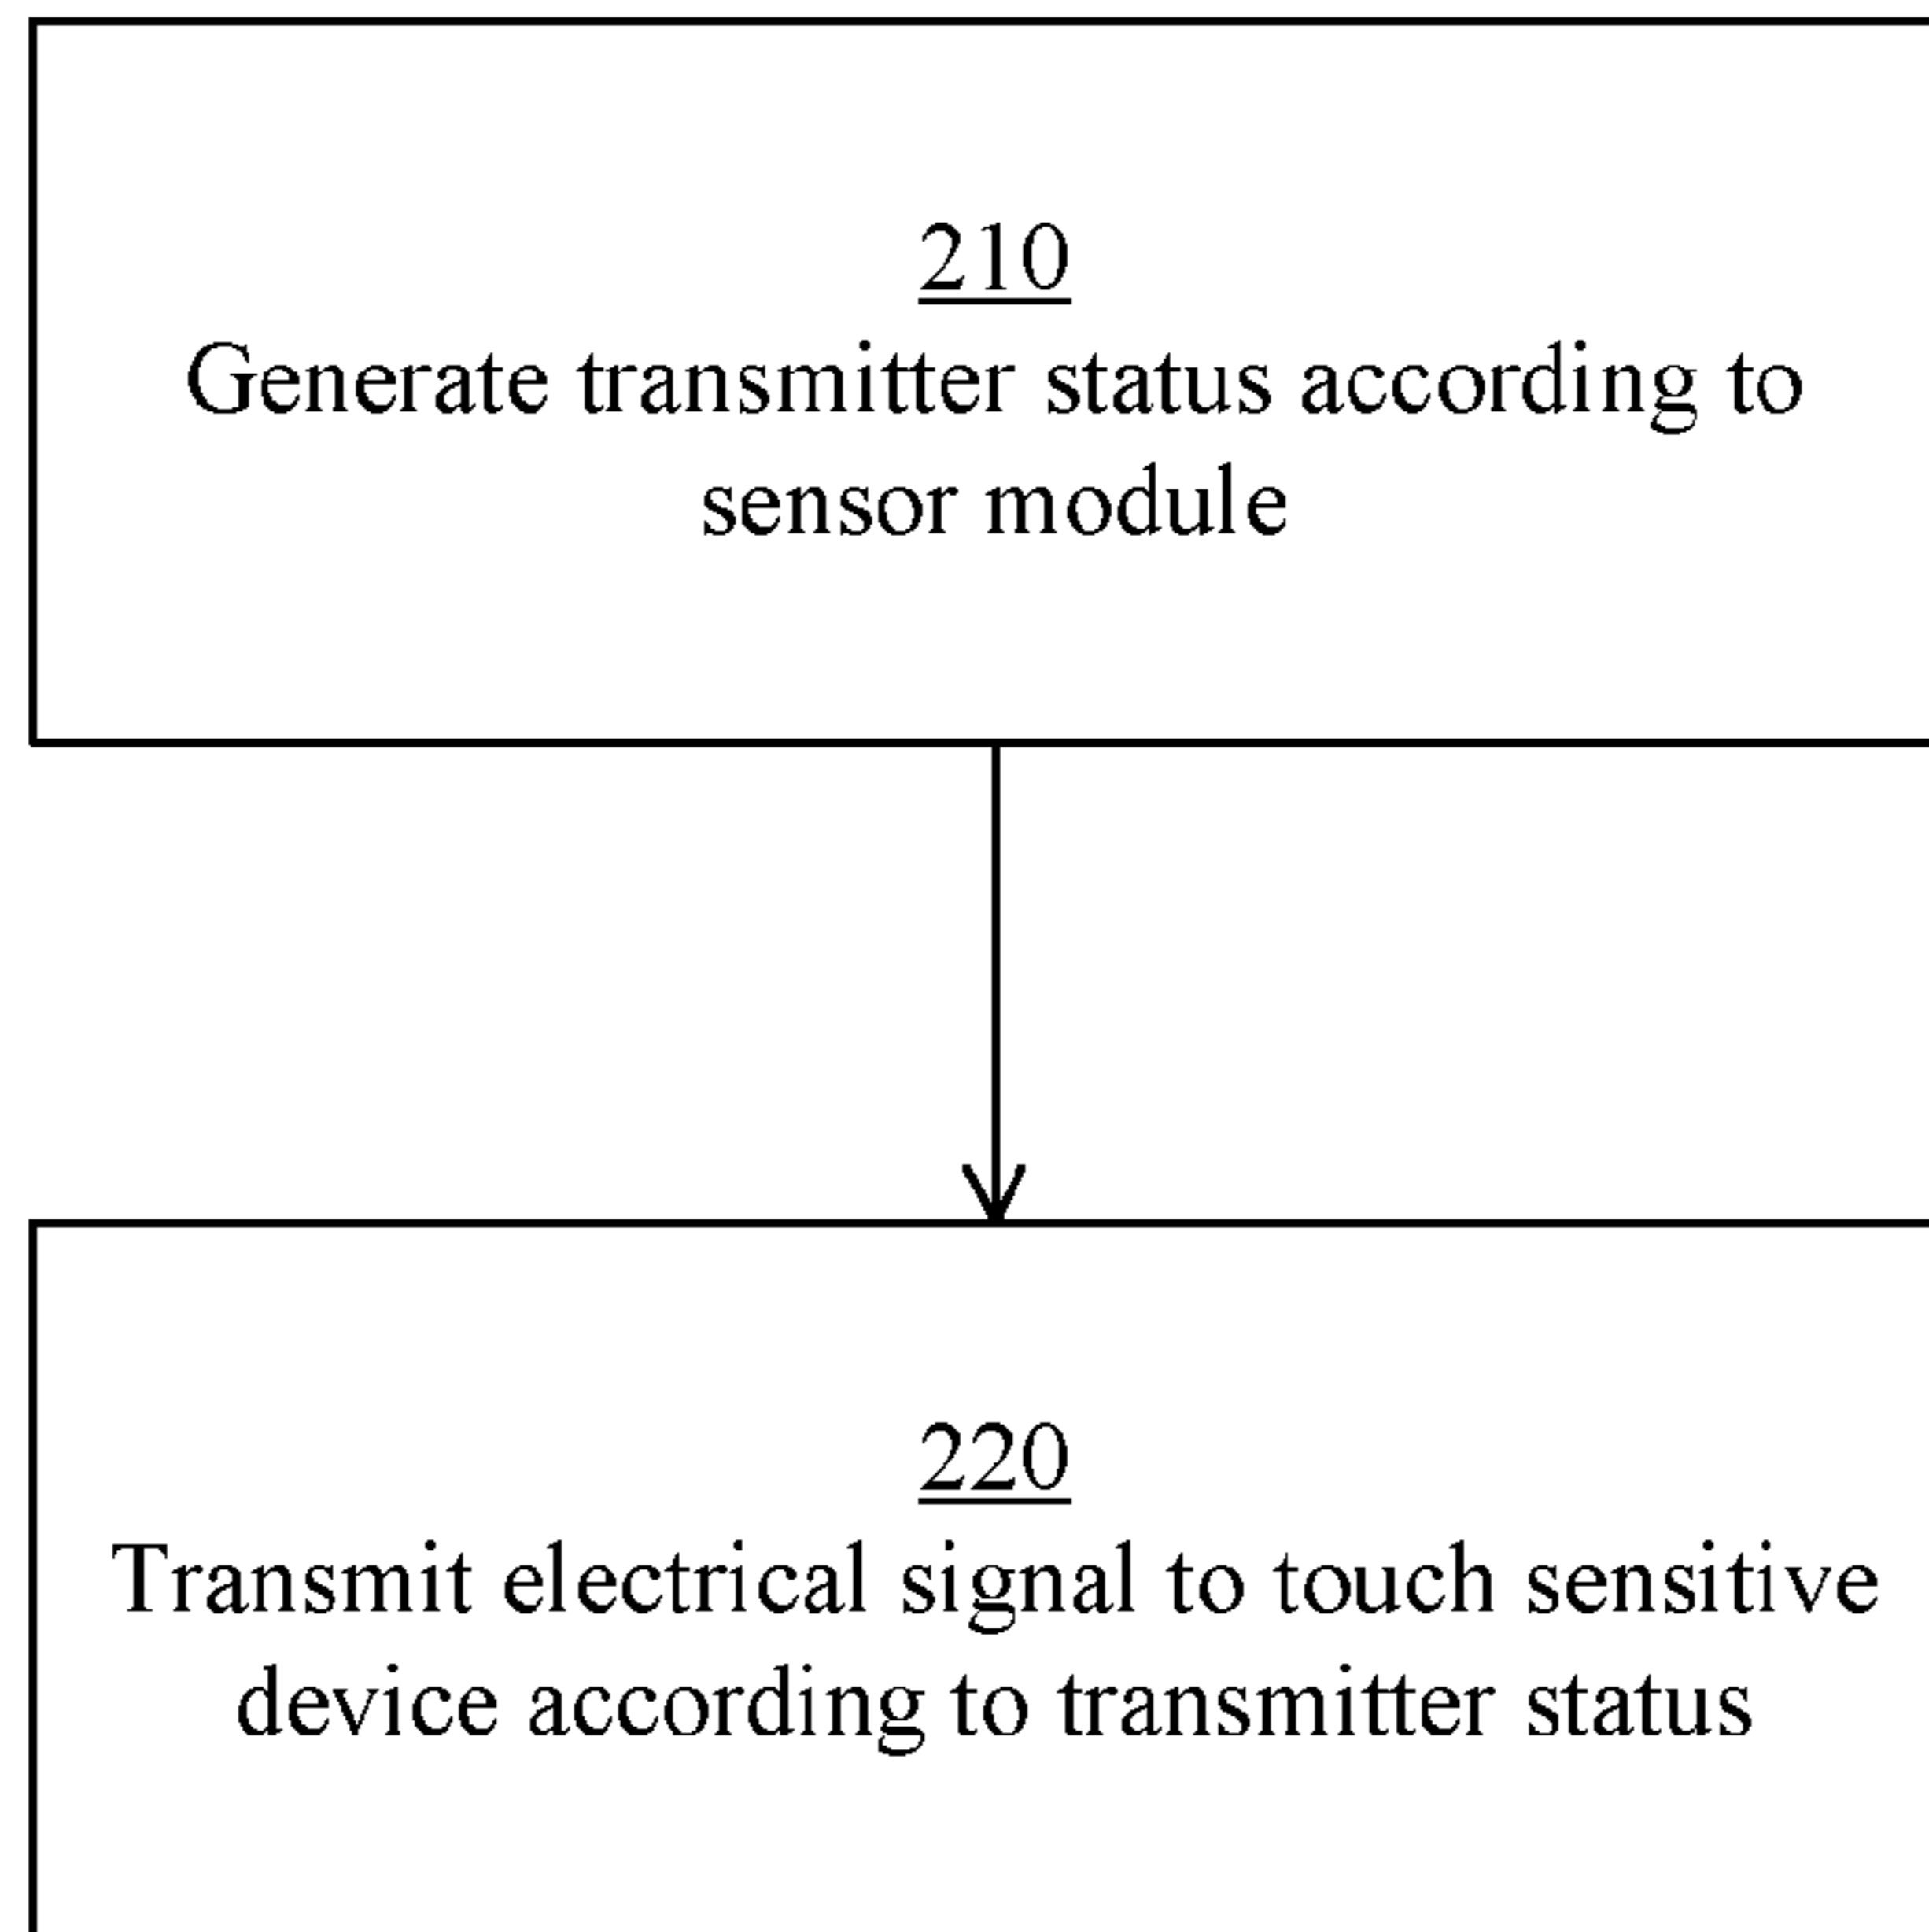 210
Generate transmitter status according to
sensor module
220
Transmit electrical signal to touch sensitive
device according to transmitter status